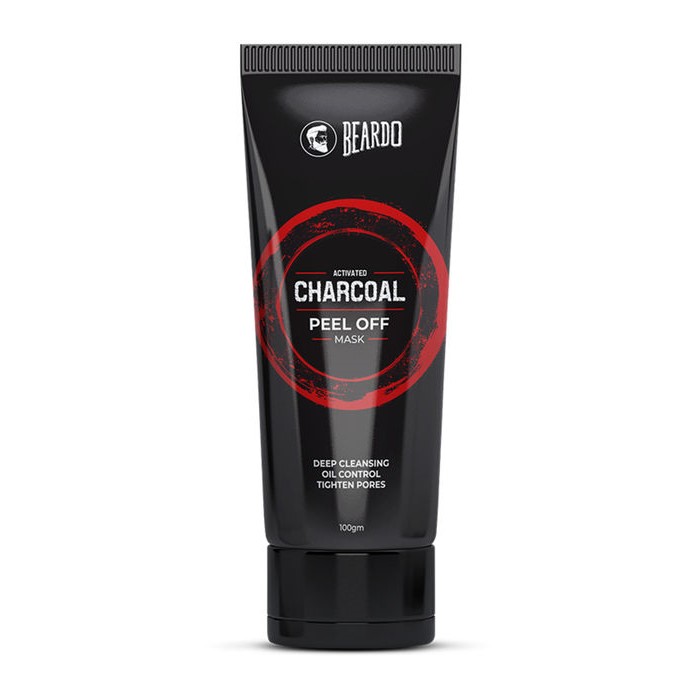 BEARDO
ACTIVATED
CHARCOAL
PEEL OFF
MASK
DEEP CLEANSING
OIL CONTROL
TIGHTEN PORES
100gm